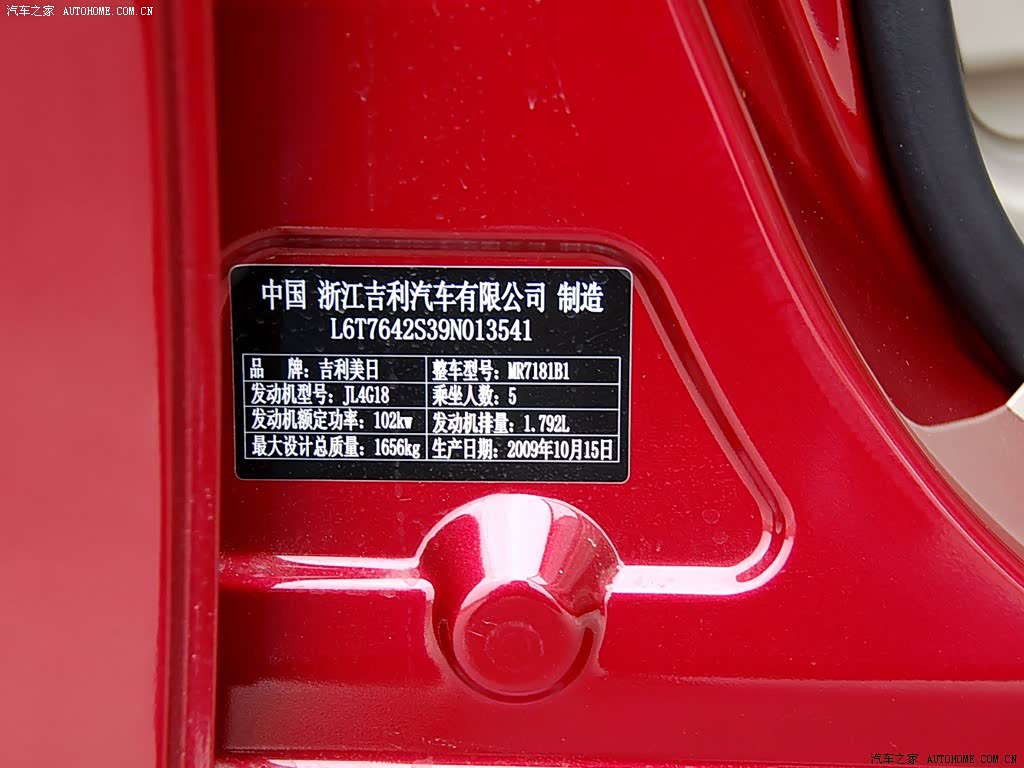 汽车之家 AUTOHOME.COM.CN
中国 浙江吉利汽车有限公司 制造
L6T7642S39N013541
品 牌：吉利美日 整车型号：MR7181B1
发动机型号：JL4G18 乘坐人数：5
发动机额定功率：102kw 发动机排量：1.792L
最大设计总质量：1656kg 生产日期：2009年10月15日
汽车之家 AUTOHOME.COM.CN